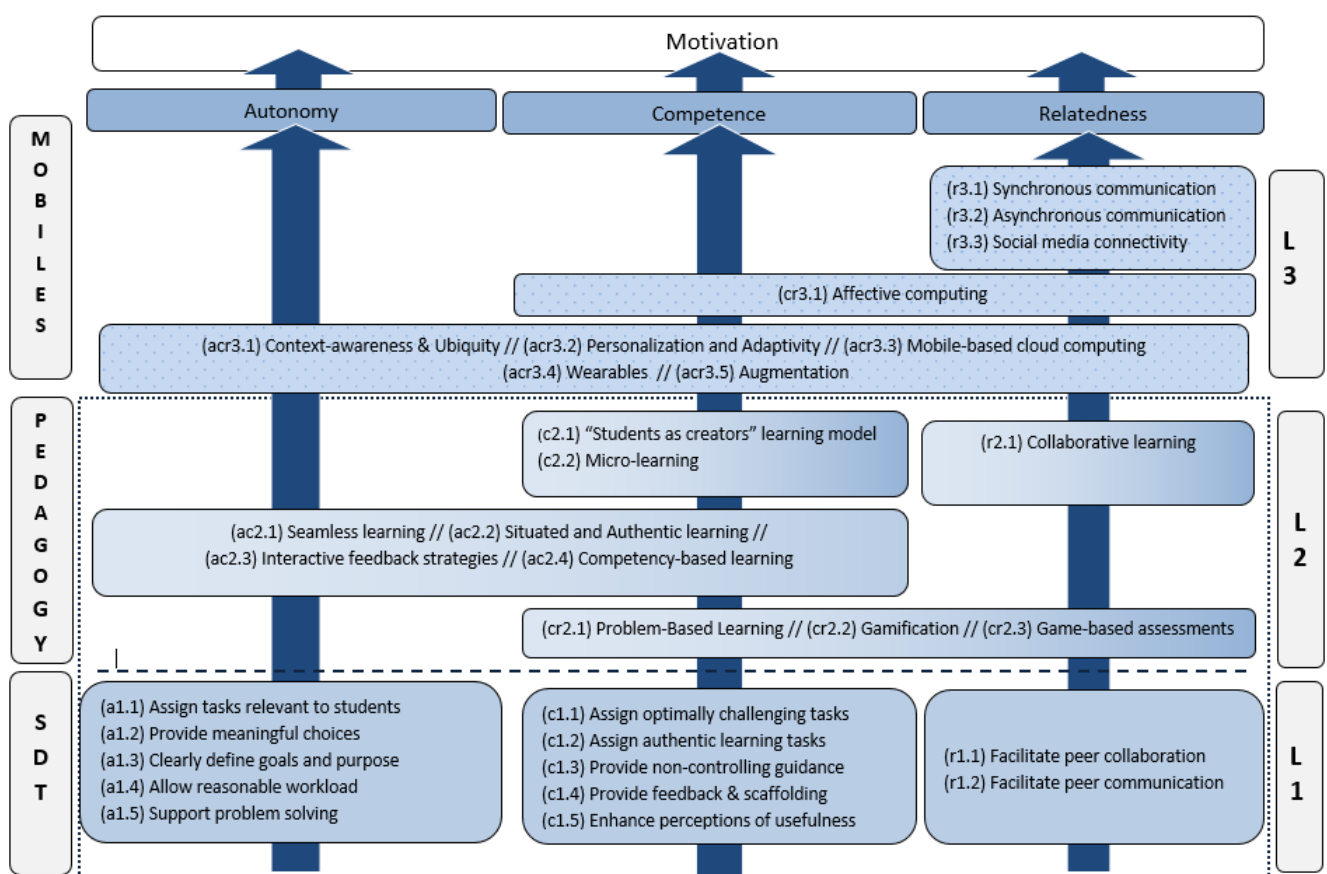 Motivation
Autonomy
Competence
Relatedness
MOBILES
(r3.1) Synchronous communication
(r3.2) Asynchronous communication
(r3.3) Social media connectivity
L3
(cr3.1) Affective computing
(acr3.1) Context-awareness & Ubiquity // (acr3.2) Personalization and Adaptivity // (acr3.3) Mobile-based cloud computing
(acr3.4) Wearables // (acr3.5) Augmentation
PEDAGOGY
(c2.1) “Students as creators” learning model
(c2.2) Micro-learning
(r2.1) Collaborative learning
L2
(ac2.1) Seamless learning // (ac2.2) Situated and Authentic learning //
(ac2.3) Interactive feedback strategies // (ac2.4) Competency-based learning
(cr2.1) Problem-Based Learning // (cr2.2) Gamification // (cr2.3) Game-based assessments
SDT
(a1.1) Assign tasks relevant to students
(a1.2) Provide meaningful choices
(a1.3) Clearly define goals and purpose
(a1.4) Allow reasonable workload
(a1.5) Support problem solving
(c1.1) Assign optimally challenging tasks
(c1.2) Assign authentic learning tasks
(c1.3) Provide non-controlling guidance
(c1.4) Provide feedback & scaffolding
(c1.5) Enhance perceptions of usefulness
(r1.1) Facilitate peer collaboration
(r1.2) Facilitate peer communication
L1